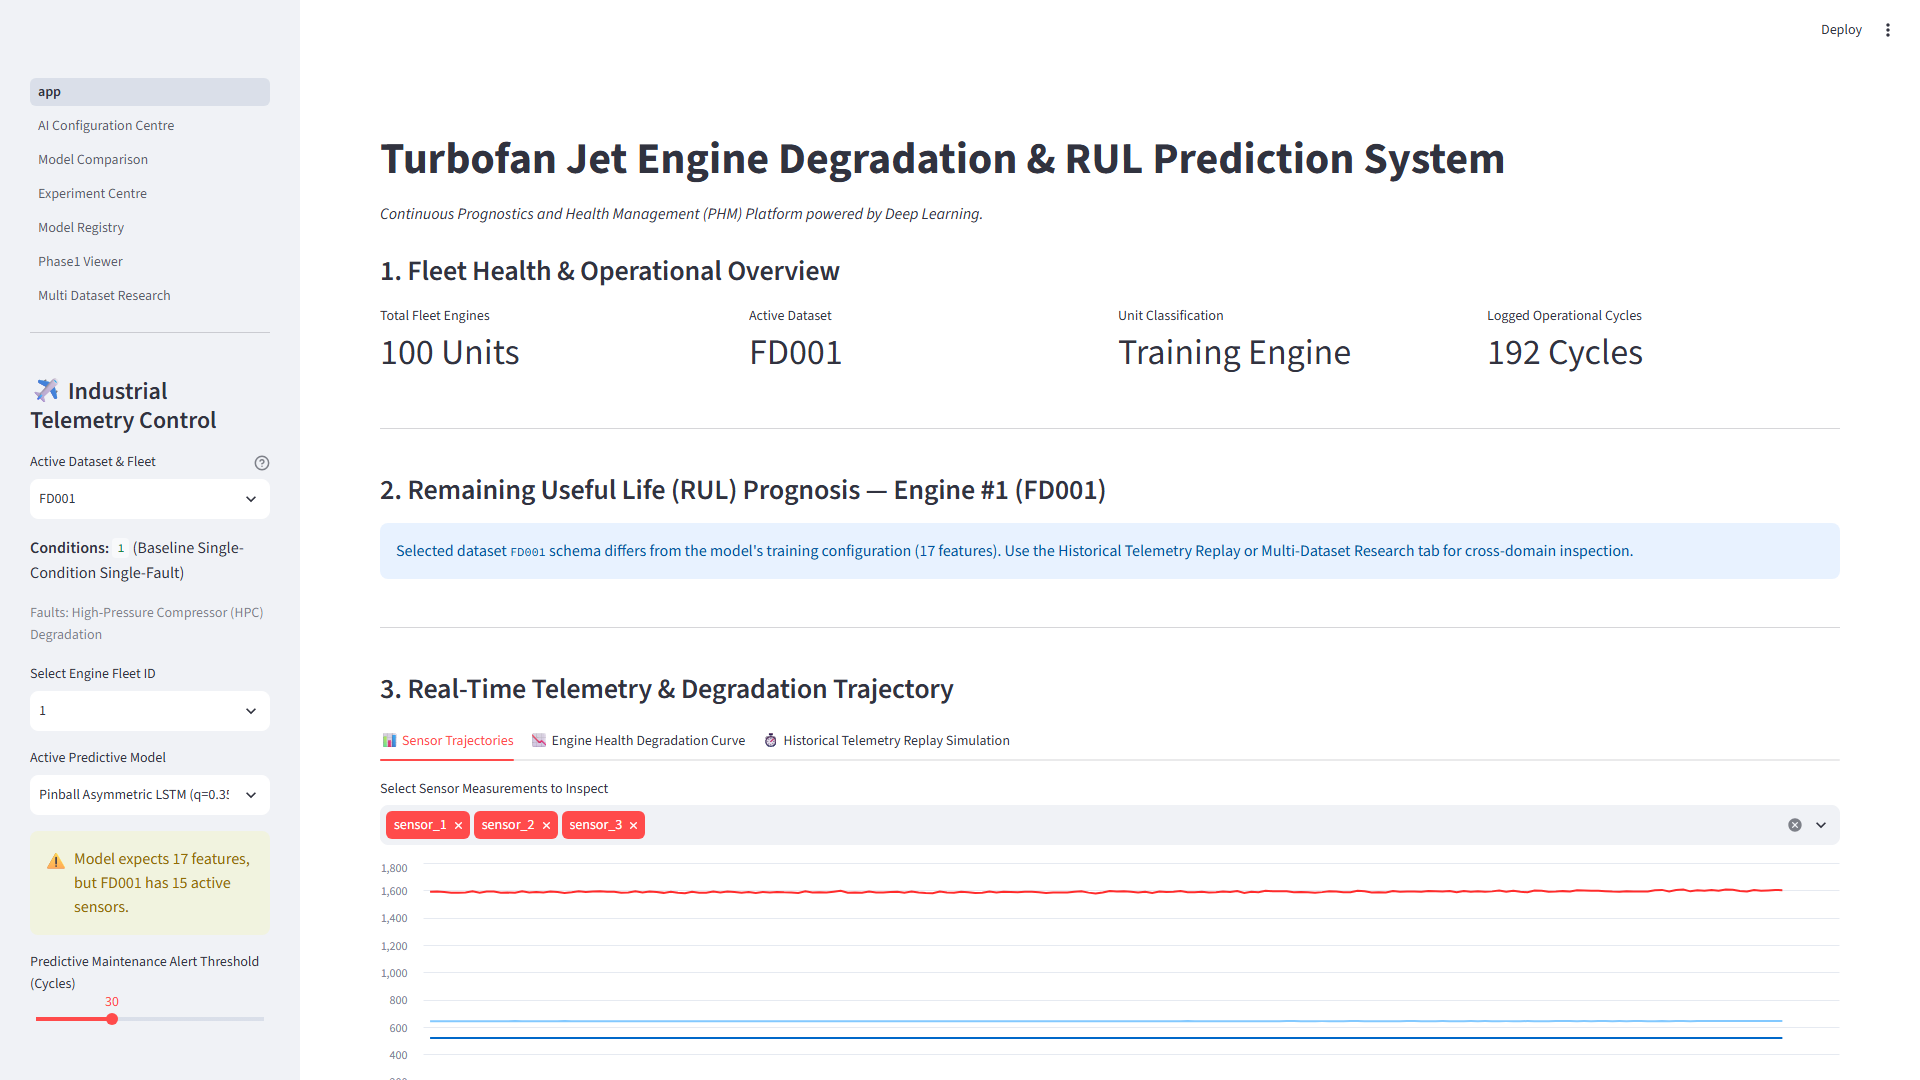 Deploy
app
AI Configuration Centre
Model Comparison
Experiment Centre
Model Registry
Phase1 Viewer
Multi Dataset Research
Industrial
Telemetry Control
Active Dataset & Fleet
FD001
Conditions: 1 (Baseline Single-
Condition Single-Fault)
Faults: High-Pressure Compressor (HPC)
Degradation
Select Engine Fleet ID
1
Active Predictive Model
Pinball Asymmetric LSTM (q=0.35
Model expects 17 features,
but FD001 has 15 active
sensors.
Predictive Maintenance Alert Threshold
(Cycles)
30
Turbofan Jet Engine Degradation & RUL Prediction System
Continuous Prognostics and Health Management (PHM) Platform powered by Deep Learning.
1. Fleet Health & Operational Overview
Total Fleet Engines
100 Units
Active Dataset
FD001
Unit Classification
Training Engine
Logged Operational Cycles
192 Cycles
2. Remaining Useful Life (RUL) Prognosis — Engine #1 (FD001)
Selected dataset FD001 schema differs from the model's training configuration (17 features). Use the Historical Telemetry Replay or Multi-Dataset Research tab for cross-domain inspection.
3. Real-Time Telemetry & Degradation Trajectory
Sensor Trajectories
Engine Health Degradation Curve
Historical Telemetry Replay Simulation
Select Sensor Measurements to Inspect
sensor_1
sensor_2
sensor_3
1,800
1,600
1,400
1,200
1,000
800
600
400